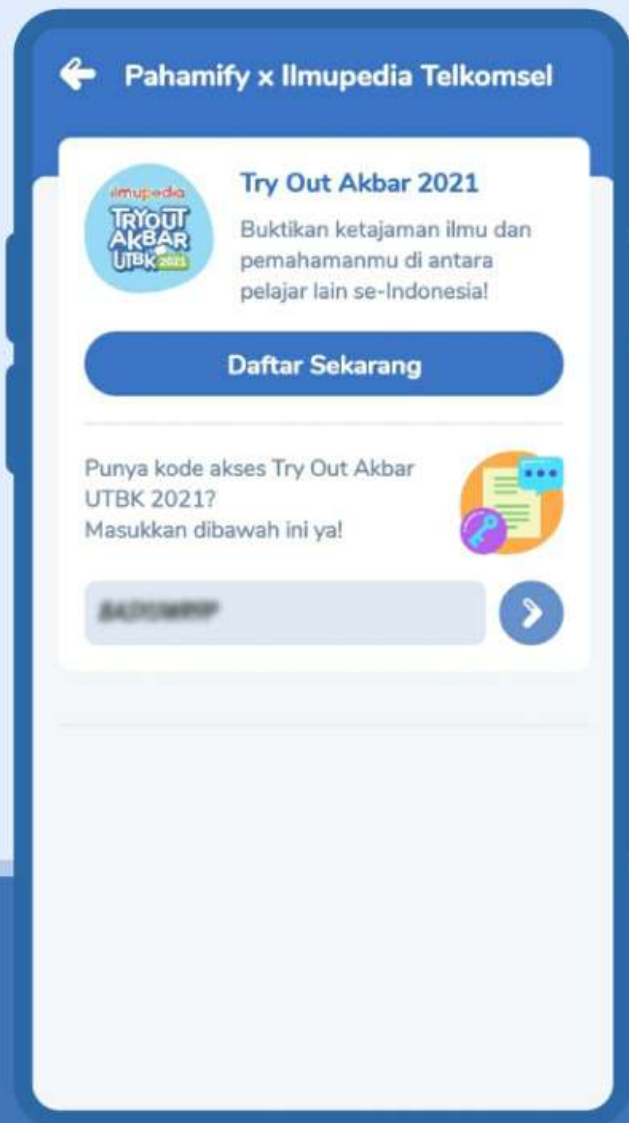 Pahamify x Ilmupedia Telkomsel
ilmupedia
TRYOUT
AKBAR
UTBK 2021
Try Out Akbar 2021
Buktikan ketajaman ilmu dan
pemahamanmu di antara
pelajar lain se-Indonesia!
Daftar Sekarang
Punya kode akses Try Out Akbar
UTBK 2021?
Masukkan dibawah ini ya!